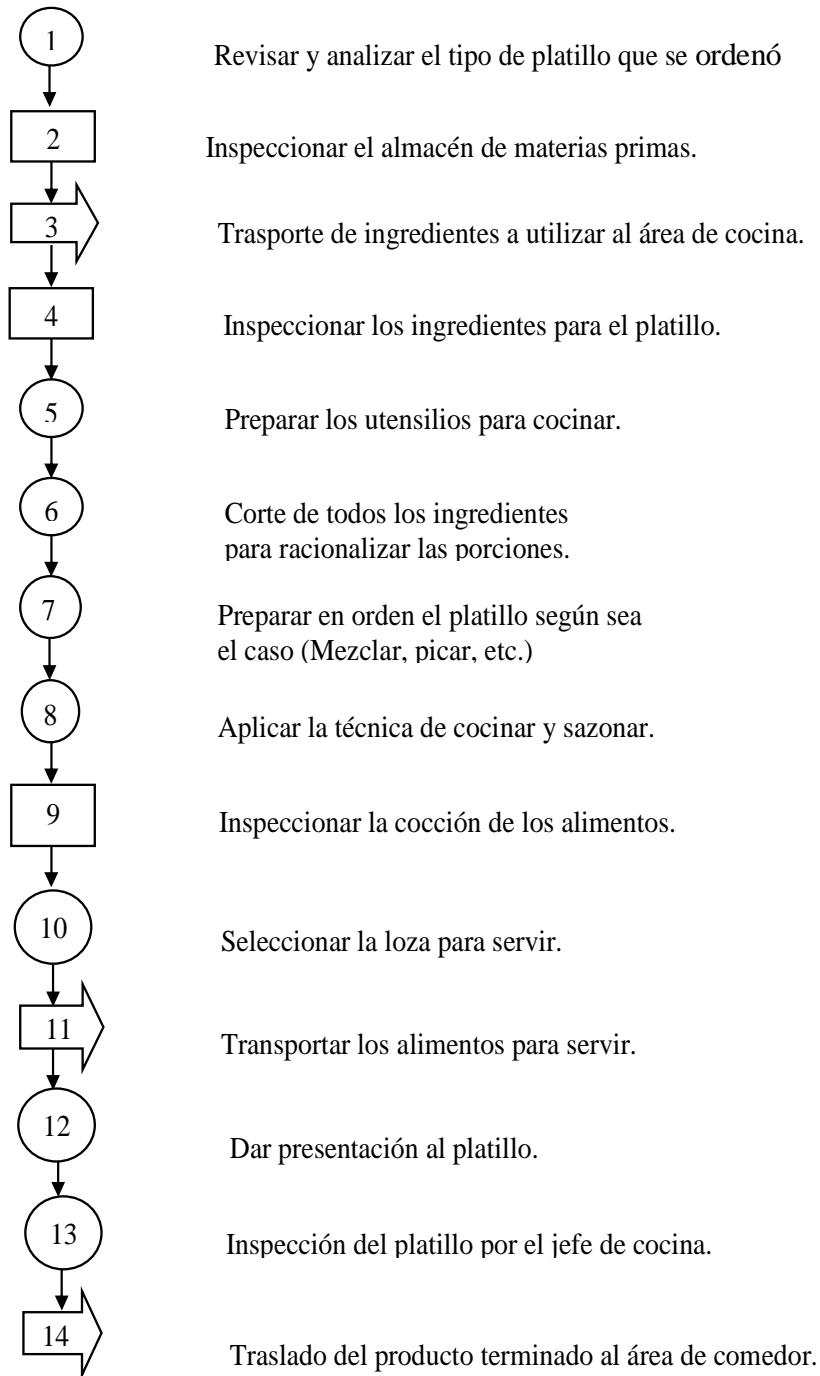 1 Revisar y analizar el tipo de platillo que se ordenó
2 Inspeccionar el almacén de materias primas.
3 Trasporte de ingredientes a utilizar al área de cocina.
4 Inspeccionar los ingredientes para el platillo.
5 Preparar los utensilios para cocinar.
6 Corte de todos los ingredientes
para racionalizar las porciones.
7 Preparar en orden el platillo según sea
el caso (Mezclar, picar, etc.)
8 Aplicar la técnica de cocinar y sazonar.
9 Inspeccionar la cocción de los alimentos.
10 Seleccionar la loza para servir.
11 Transportar los alimentos para servir.
12 Dar presentación al platillo.
13 Inspección del platillo por el jefe de cocina.
14 Traslado del producto terminado al área de comedor.